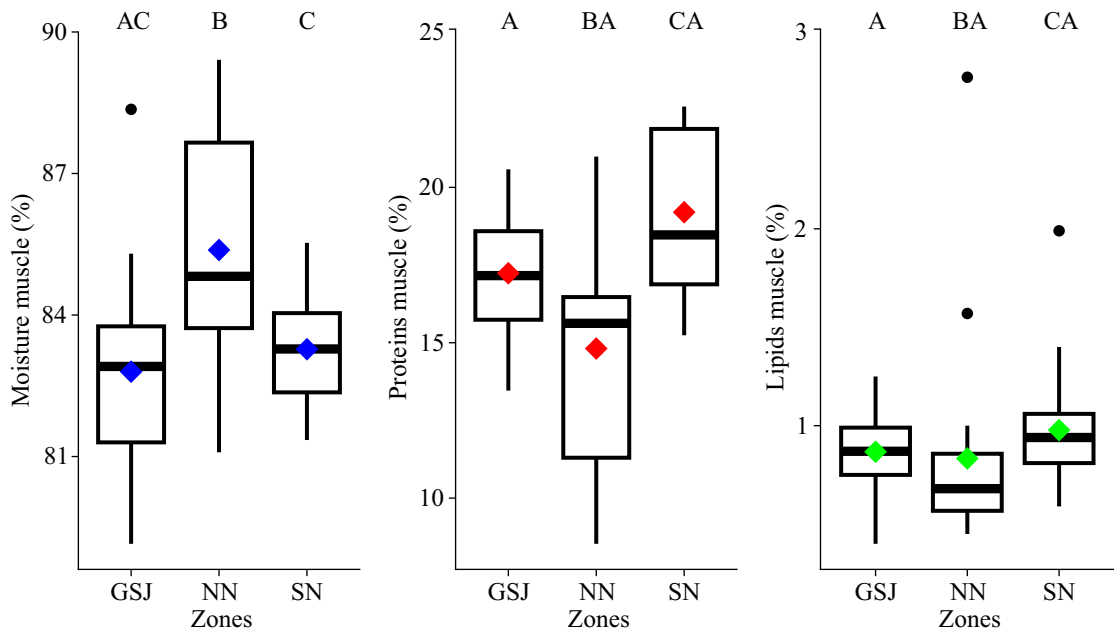 AC B C
90
87
84
81
Moisture muscle (%)
GSJ NN SN
Zones
A BA CA
25
20
15
10
Proteins muscle (%)
GSJ NN SN
Zones
A BA CA
3
2
1
Lipids muscle (%)
GSJ NN SN
Zones